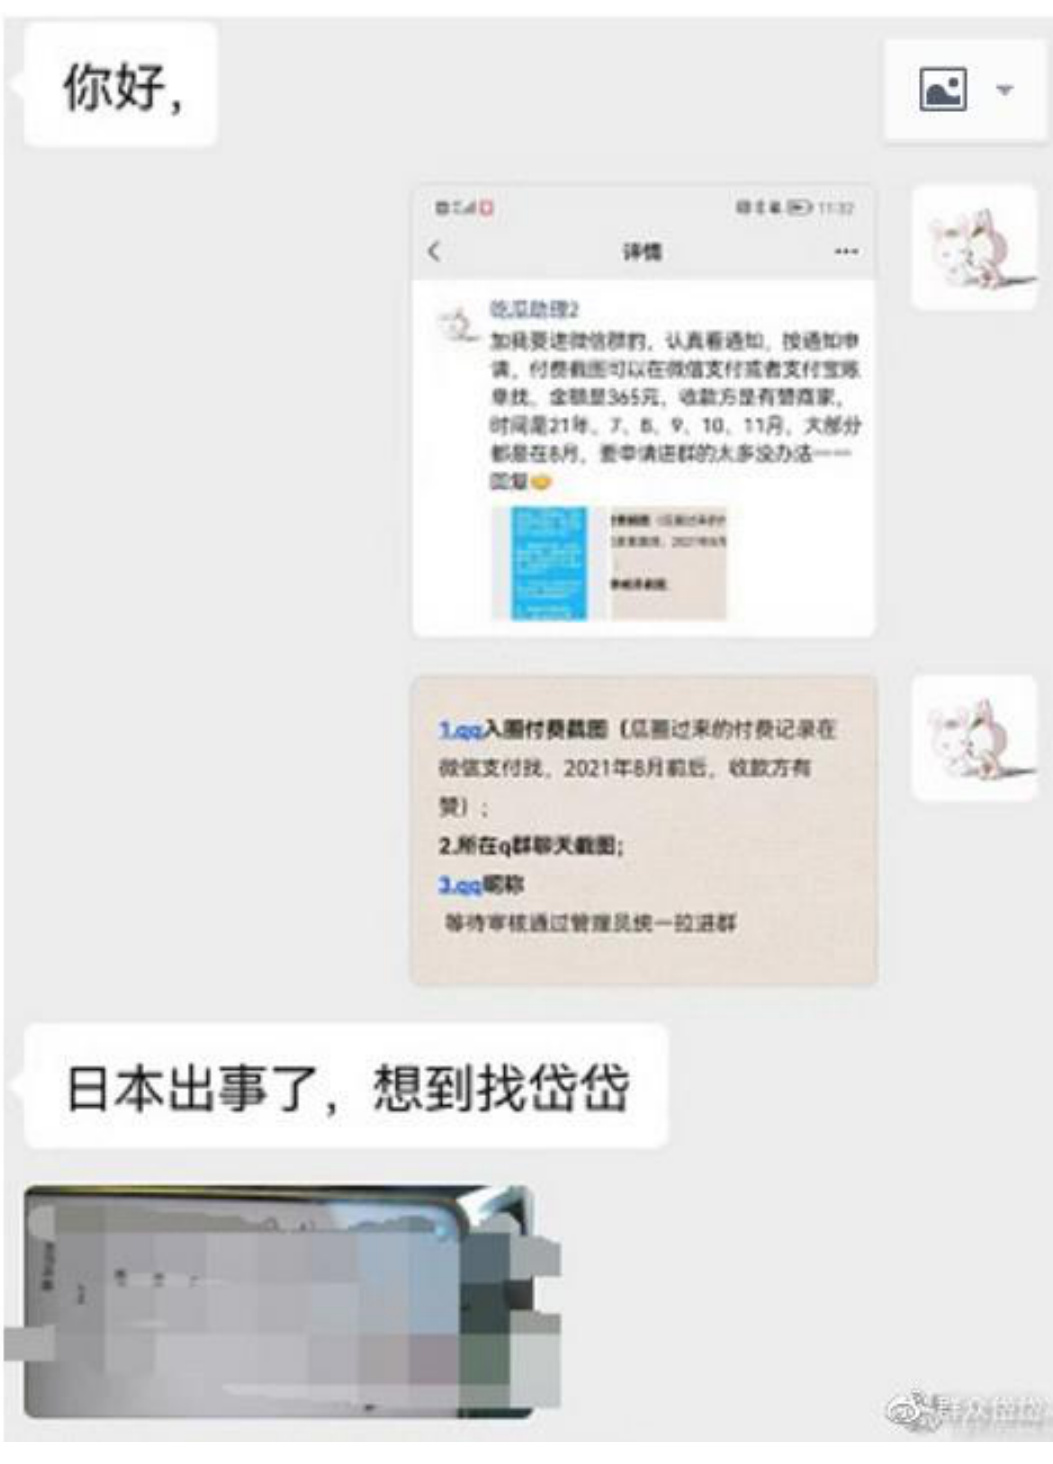 你好，
11:32
详情
吃瓜助理2
加我要进微信群的，认真看通知，按通知申
请，付费截图可以在微信支付或者支付宝账
单找，金额是365元，收款方是有赞商家，
时间是21年，7、8、9、10、11月，大部分
都是在8月，要申请进群的太多没办法一一
回复
1.qq入圈付费截图（瓜圈过来的付费记录在
微信支付找，2021年8月前后，收款方有
赞）；
2.所在q群聊天截图；
3.qq昵称
等待审核通过管理员统一拉进群
日本出事了，想到找岱岱
群众岱岱